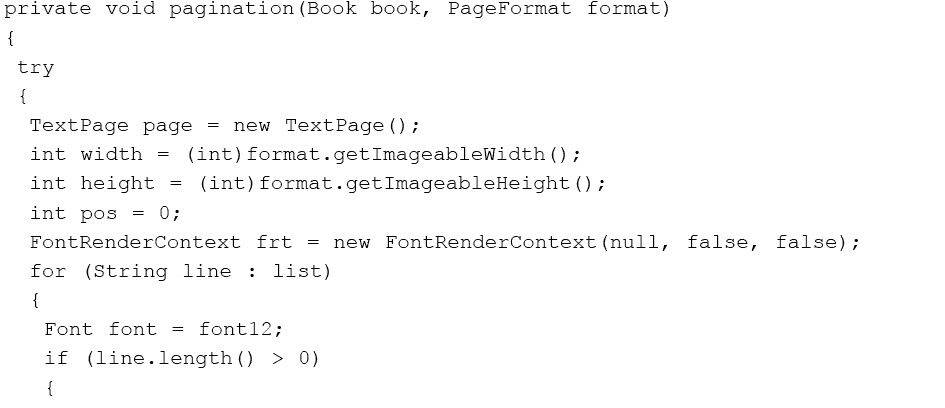 private void pagination(Book book, PageFormat format)
{
try
{
TextPage page = new TextPage();
int width = (int)format.getImageableWidth();
int height = (int)format.getImageableHeight();
int pos = 0;
FontRenderContext frt = new FontRenderContext(null, false, false);
for (String line : list)
{
Font font = font12;
if (line.length() > 0)
{